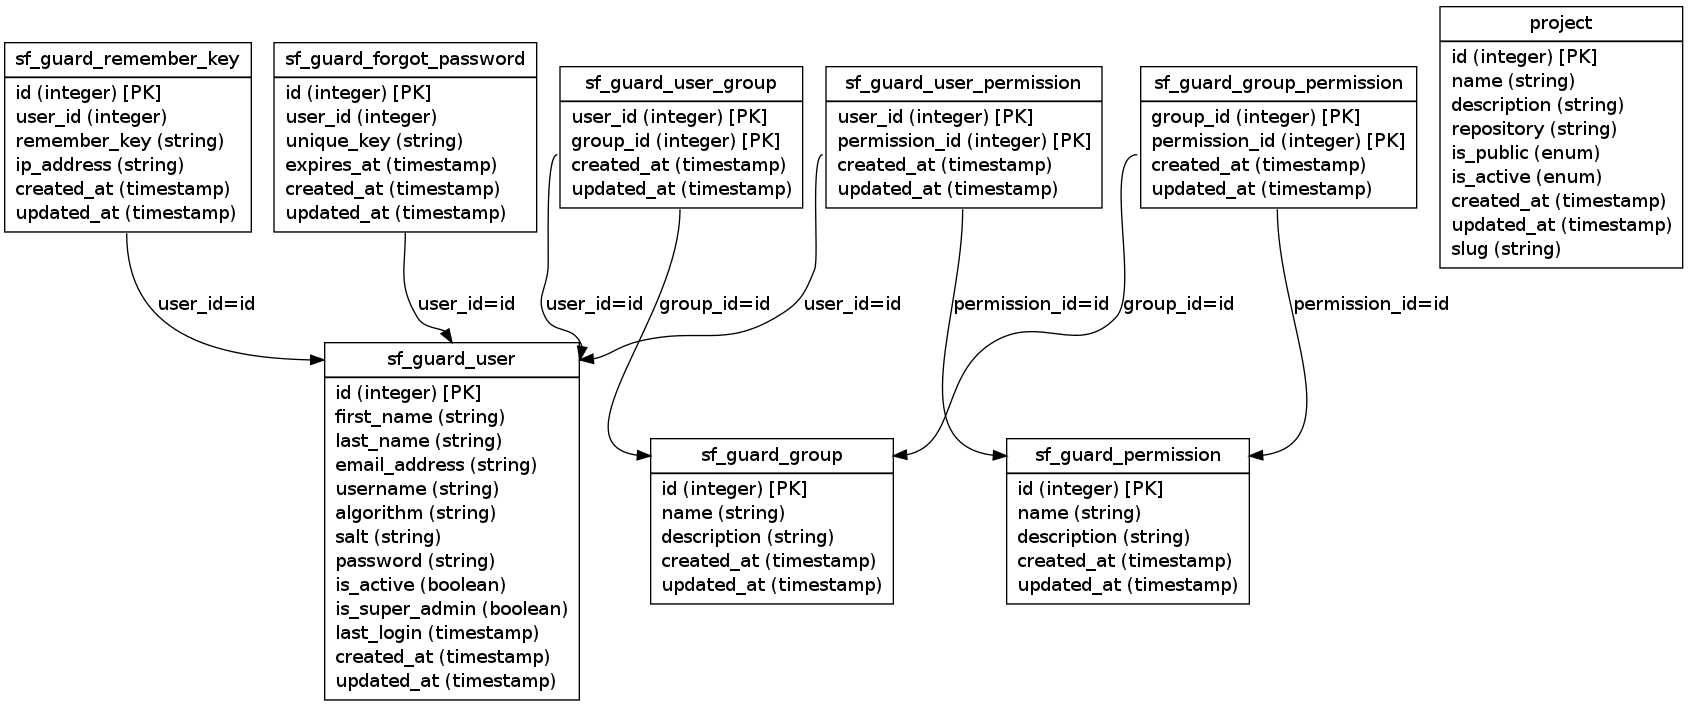 sf_guard_remember_key
id (integer) [PK]
user_id (integer)
remember_key (string)
ip_address (string)
created_at (timestamp)
updated_at (timestamp)
sf_guard_forgot_password
id (integer) [PK]
user_id (integer)
unique_key (string)
expires_at (timestamp)
created_at (timestamp)
updated_at (timestamp)
sf_guard_user_group
user_id (integer) [PK]
group_id (integer) [PK]
created_at (timestamp)
updated_at (timestamp)
sf_guard_user_permission
user_id (integer) [PK]
permission_id (integer) [PK]
created_at (timestamp)
updated_at (timestamp)
sf_guard_group_permission
group_id (integer) [PK]
permission_id (integer) [PK]
created_at (timestamp)
updated_at (timestamp)
project
id (integer) [PK]
name (string)
description (string)
repository (string)
is_public (enum)
is_active (enum)
created_at (timestamp)
updated_at (timestamp)
slug (string)
user_id=id
user_id=id
user_id=id
group_id=id
user_id=id
permission_id=id
group_id=id
permission_id=id
sf_guard_user
id (integer) [PK]
first_name (string)
last_name (string)
email_address (string)
username (string)
algorithm (string)
salt (string)
password (string)
is_active (boolean)
is_super_admin (boolean)
last_login (timestamp)
created_at (timestamp)
updated_at (timestamp)
sf_guard_group
id (integer) [PK]
name (string)
description (string)
created_at (timestamp)
updated_at (timestamp)
sf_guard_permission
id (integer) [PK]
name (string)
description (string)
created_at (timestamp)
updated_at (timestamp)